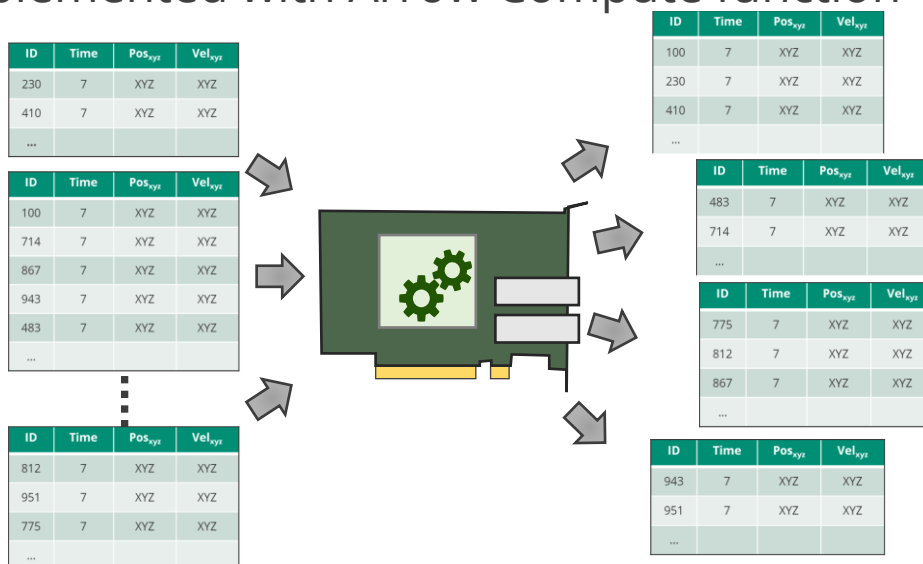 plemented with Arrow Compute function
ID Time Posxyz Velxyz
230 7 XYZ XYZ
410 7 XYZ XYZ
...
ID Time Posxyz Velxyz
100 7 XYZ XYZ
714 7 XYZ XYZ
867 7 XYZ XYZ
943 7 XYZ XYZ
483 7 XYZ XYZ
...
ID Time Posxyz Velxyz
812 7 XYZ XYZ
951 7 XYZ XYZ
775 7 XYZ XYZ
...
ID Time Posxyz Velxyz
100 7 XYZ XYZ
230 7 XYZ XYZ
410 7 XYZ XYZ
...
ID Time Posxyz Velxyz
483 7 XYZ XYZ
714 7 XYZ XYZ
...
ID Time Posxyz Velxyz
775 7 XYZ XYZ
812 7 XYZ XYZ
867 7 XYZ XYZ
...
ID Time Posxyz Velxyz
943 7 XYZ XYZ
951 7 XYZ XYZ
...